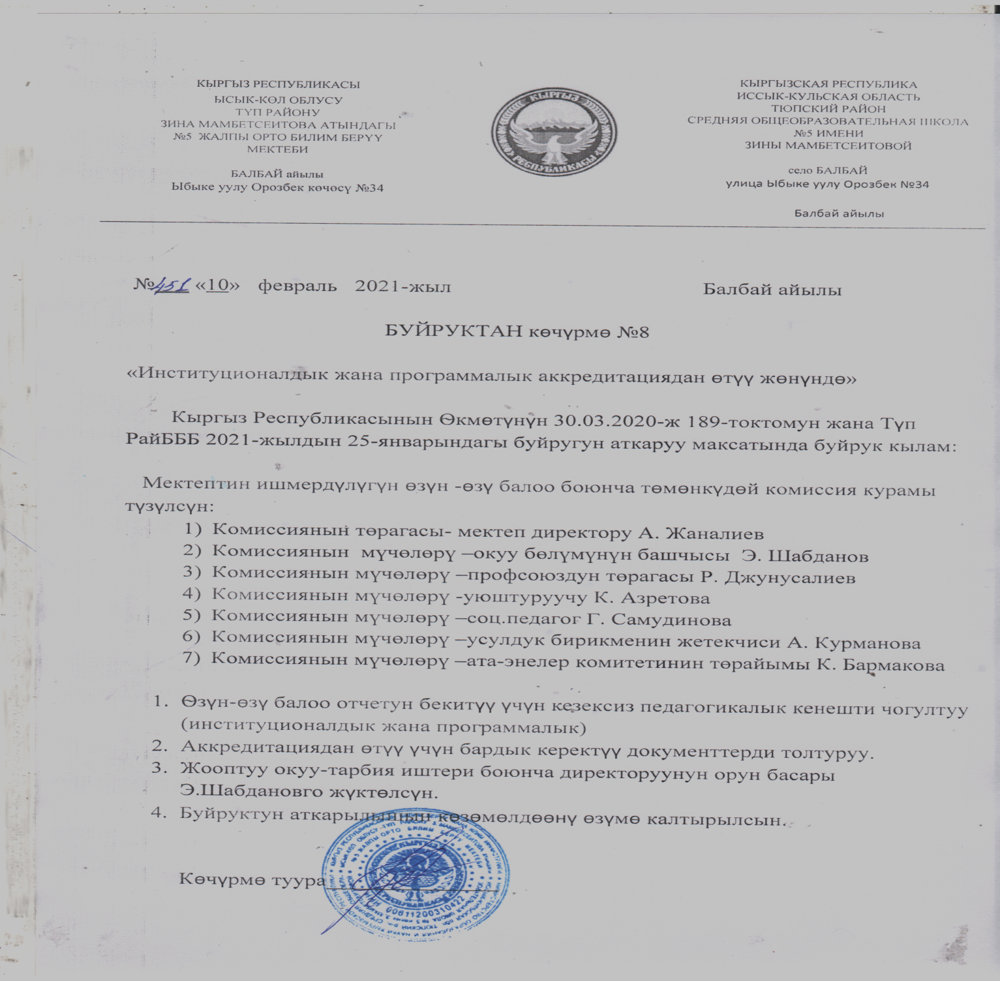 КЫРГЫЗ РЕСПУБЛИКАСЫ
ЫСЫК-КӨЛ ОБЛУСУ
ТҮП РАЙОНУ
ЗИНА МАМБЕТСЕИТОВА АТЫНДАГЫ
№5 ЖАЛПЫ ОРТО БИЛИМ БЕРҮҮ
МЕКТЕБИ
БАЛБАЙ айылы
Ыбыке уулу Орозбек көчөсү №34
КЫРГЫЗ
РЕСПУБЛИКАСЫ
КЫРГЫЗСКАЯ РЕСПУБЛИКА
ИССЫК-КУЛЬСКАЯ ОБЛАСТЬ
ТЮПСКИЙ РАЙОН
СРЕДНЯЯ ОБЩЕОБРАЗОВАТЕЛЬНАЯ ШКОЛА
№5 ИМЕНИ
ЗИНЫ МАМБЕТСЕИТОВОЙ
село БАЛБАЙ
улица Ыбыке уулу Орозбек №34
Балбай айылы
№451 «10» февраль 2021-жыл Балбай айылы
БУЙРУКТАН көчүрмө №8
«Институционалдык жана программалык аккредитациядан өтүү жөнүндө»
Кыргыз Республикасынын Өкмөтүнүн 30.03.2020-ж 189-токтомун жана Түп
РайБББ 2021-жылдын 25-январындагы буйругун аткаруу максатында буйрук кылам:
Мектептин ишмердүлүгүн өзүн -өзү балоо боюнча төмөнкүдөй комиссия курамы
түзүлсүн:
1) Комиссиянын төрагасы- мектеп директору А. Жаналиев
2) Комиссиянын мүчөлөрү –окуу бөлүмүнүн башчысы Э. Шабданов
3) Комиссиянын мүчөлөрү –профсоюздун төрагасы Р. Джунусалиев
4) Комиссиянын мүчөлөрү -уюштуруучу К. Азретова
5) Комиссиянын мүчөлөрү –соц.педагог Г. Самудинова
6) Комиссиянын мүчөлөрү –усулдук бирикменин жетекчиси А. Курманова
7) Комиссиянын мүчөлөрү –ата-энелер комитетинин төрайымы К. Бармакова
1. Өзүн-өзү балоо отчетун бекитүү үчүн кезексиз педагогикалык кенешти чогултуу
(институционалдык жана программалык)
2. Аккредитациядан өтүү үчүн бардык керектүү документтерди толтуруу.
3. Жооптуу окуу-тарбия иштери боюнча директоруунун орун басары
Э.Шабдановго жүктөлсүн.
4. Буйруктун аткарылышын көзөмөлдөөнү өзүмө калтырылсын.
Көчүрмө туура
00611200310422